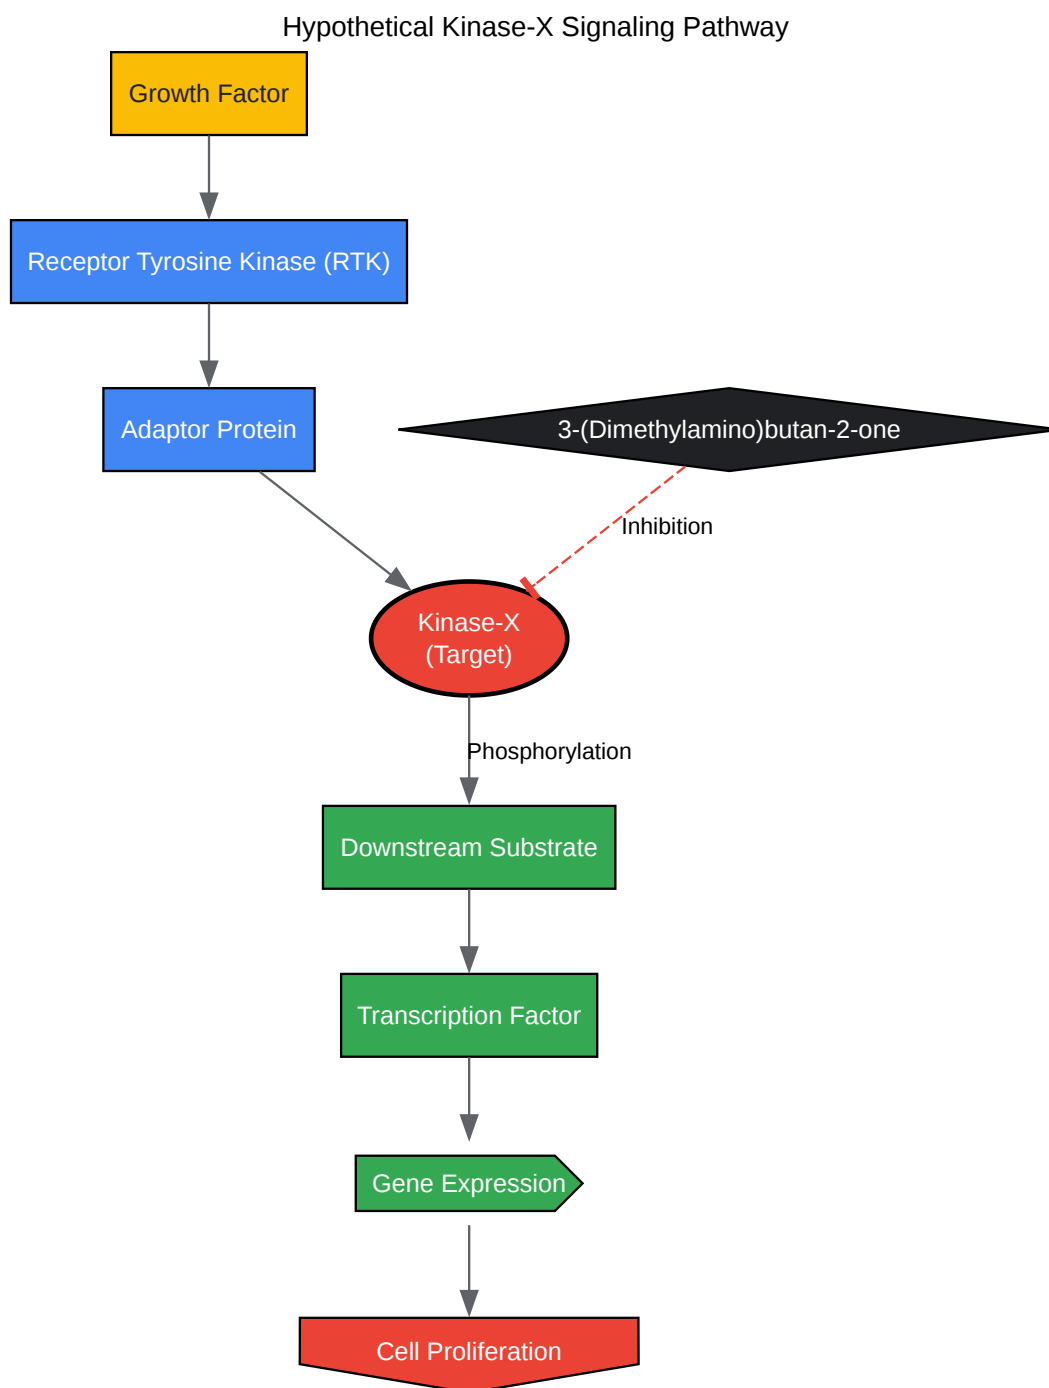 Hypothetical Kinase-X Signaling Pathway
Growth Factor
Receptor Tyrosine Kinase (RTK)
Adaptor Protein
3-(Dimethylamino)butan-2-one
Inhibition
Kinase-X
(Target)
Phosphorylation
Downstream Substrate
Transcription Factor
Gene Expression
Cell Proliferation